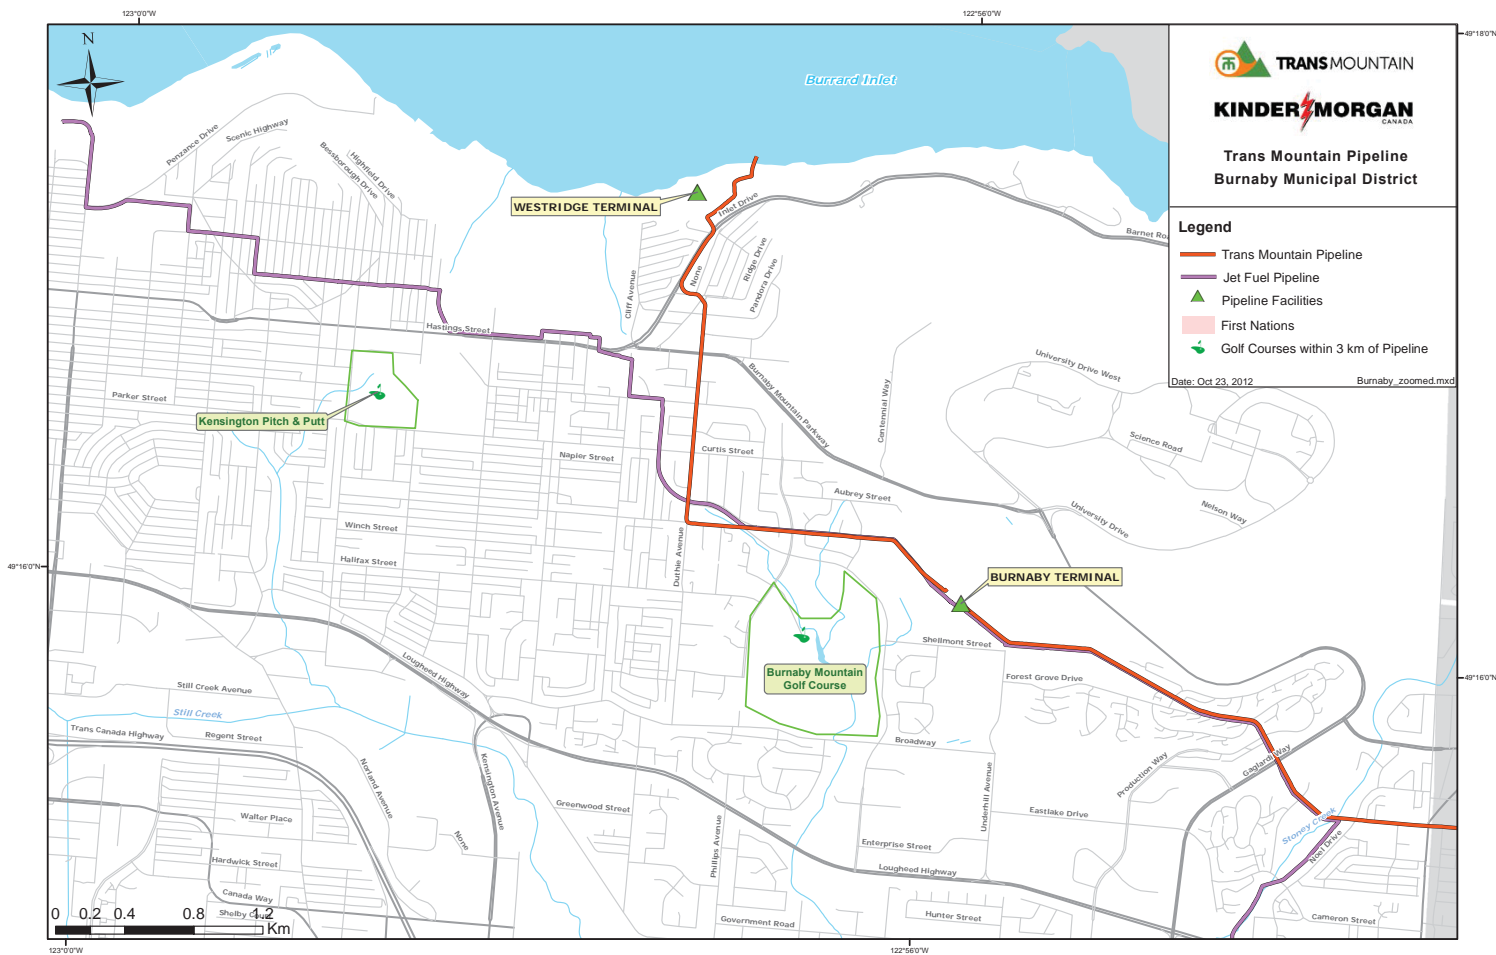 123°0'0"W
122°56'0"W
49°18'0"N
N
Burrard Inlet
TRANSMOUNTAIN
KINDER MORGAN
CANADA
Trans Mountain Pipeline
Burnaby Municipal District
Legend
Trans Mountain Pipeline
Jet Fuel Pipeline
Pipeline Facilities
First Nations
Golf Courses within 3 km of Pipeline
Date: Oct 23, 2012
Burnaby_zoomed.mxd
Penzance Drive
Scenic Highway
Highfield Drive
Bessborough Drive
WESTRIDGE TERMINAL
Inlet Drive
Barnet Roa
Ridge Drive
Pandora Drive
None
Cliff Avenue
Hastings Street
Burnaby Mountain Parkway
Centennial Way
University Drive West
Science Road
Nelson Way
University Drive
Parker Street
Kensington Pitch & Putt
Napier Street
Curtis Street
Aubrey Street
Winch Street
Halifax Street
Duthie Avenue
49°16'0"N
BURNABY TERMINAL
Shellmont Street
Forest Grove Drive
Burnaby Mountain
Golf Course
49°16'0"N
Lougheed Highway
Still Creek Avenue
Still Creek
Trans Canada Highway
Regent Street
Broadway
Norland Avenue
Kensington Avenue
Production Way
Gaglardi Way
Underhill Avenue
Greenwood Street
Eastlake Drive
Stoney Creek
Noel Drive
Waller Place
None
Phillips Avenue
Enterprise Street
Lougheed Highway
Hardwick Street
Canada Way
Shelby Court
Government Road
Hunter Street
Cameron Street
0 0.2 0.4 0.8 1.2
Km
123°0'0"W
122°56'0"W